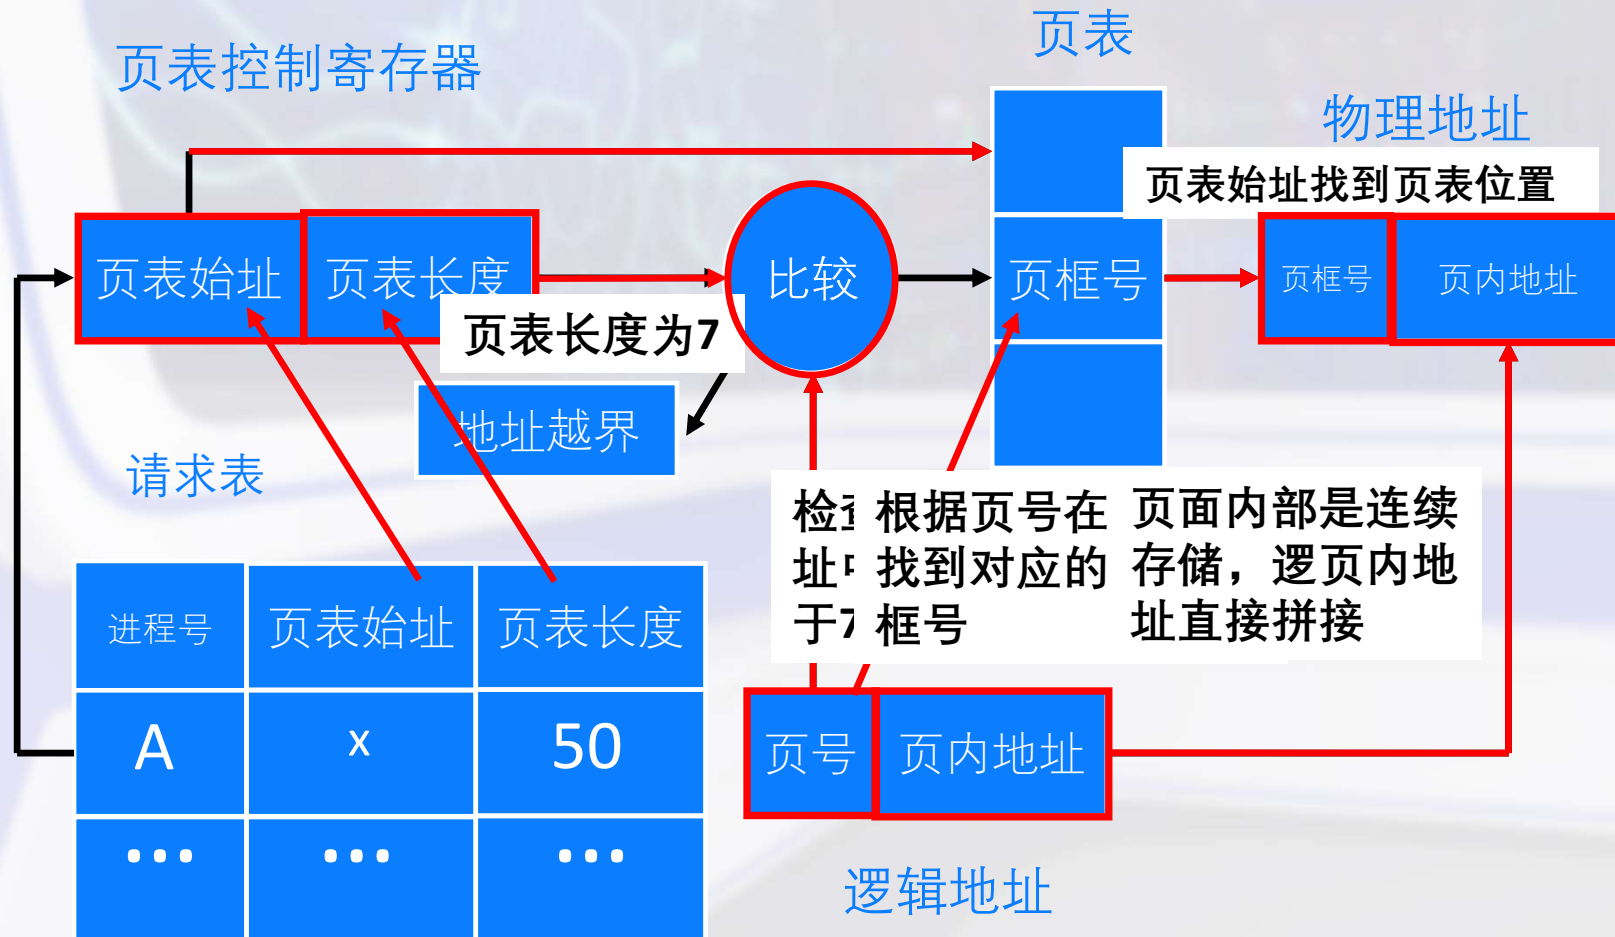 页表控制寄存器
页表
物理地址
页表始址找到页表位置
页表始址
页表长度
比较
页框号
页框号
页内地址
页表长度为7
地址越界
请求表
检
址
于7
根据页号在
找到对应的
框号
页面内部是连续
存储，逻页内地
址直接拼接
进程号
页表始址
页表长度
A
x
50
...
...
...
页号
页内地址
逻辑地址